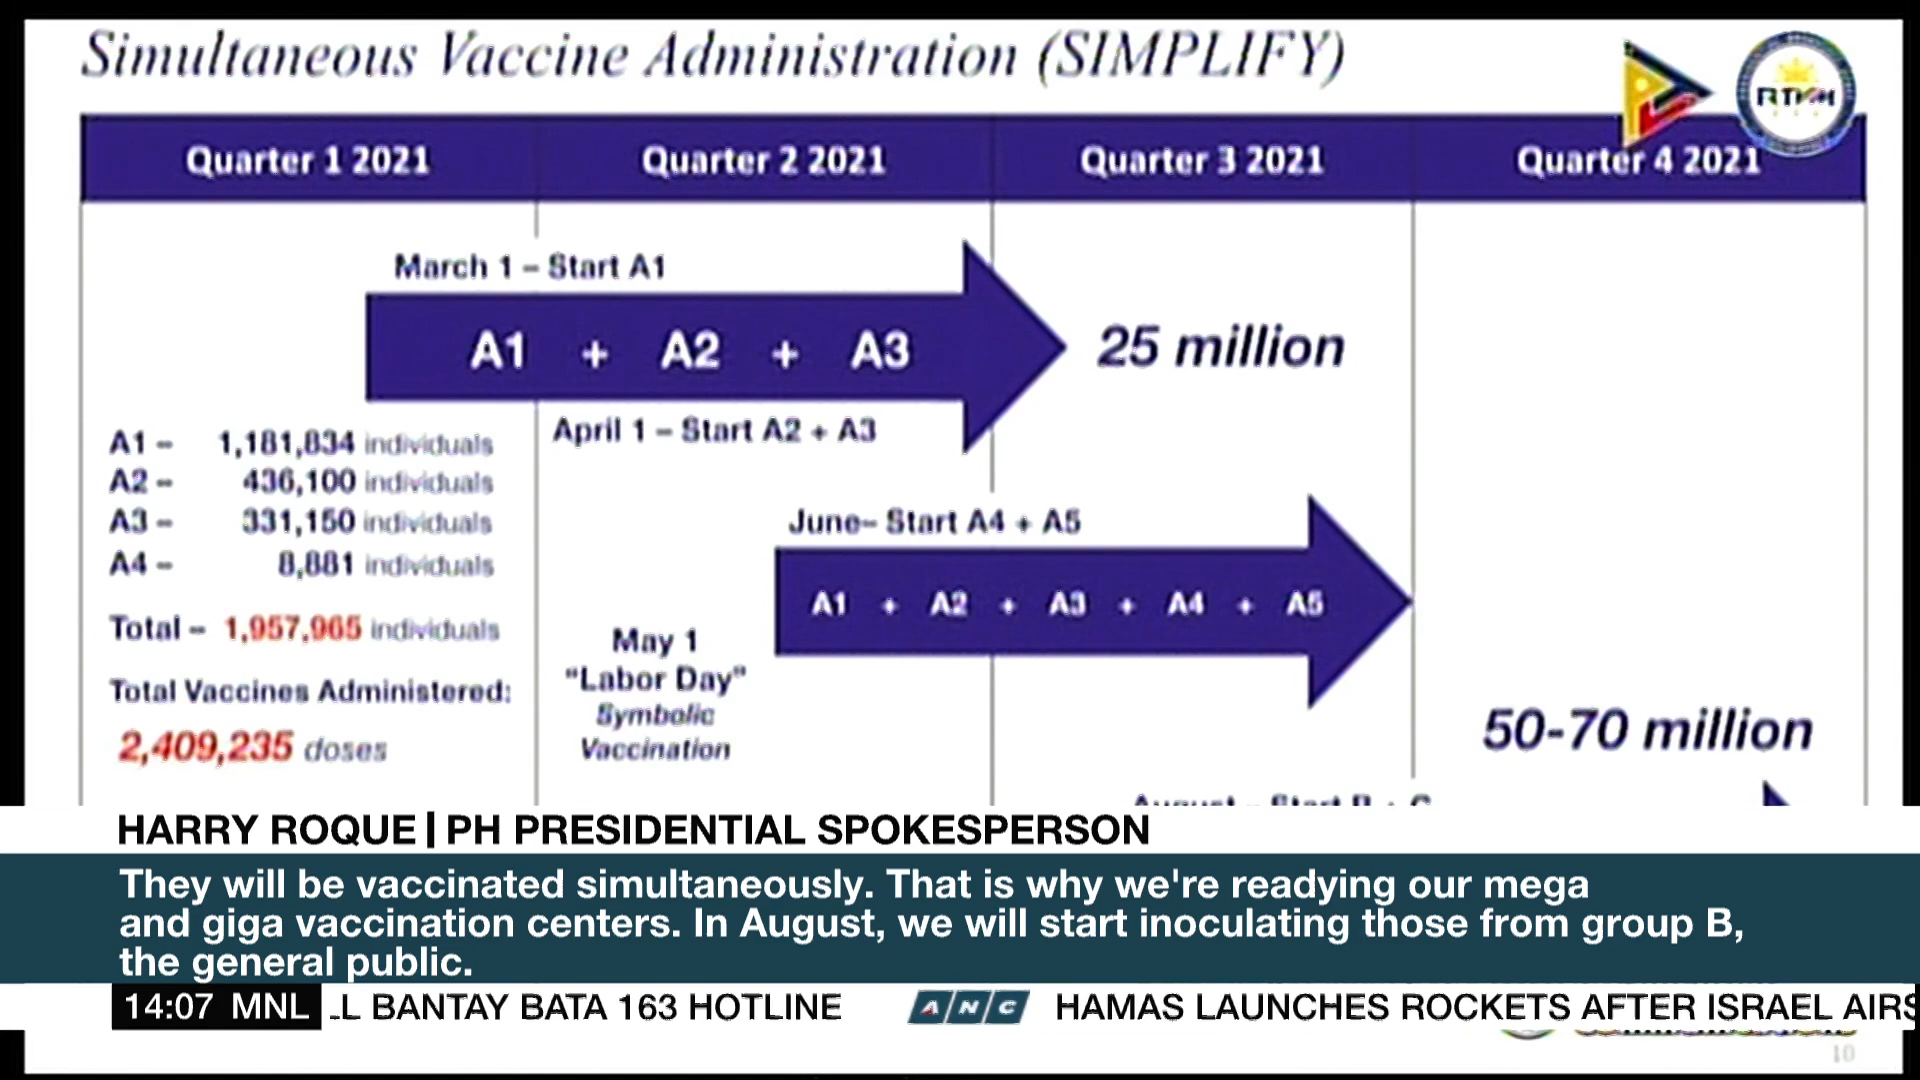 Simultaneous Vaccine Administration (SIMPLIFY)
RTVM
Quarter 1 2021
Quarter 2 2021
Quarter 3 2021
Quarter 4 2021
March 1 – Start A1
A1 + A2 + A3
25 million
April 1 – Start A2 + A3
A1 – 1,181,834 individuals
A2 – 436,100 individuals
A3 – 331,150 individuals
A4 – 8,881 individuals
Total – 1,957,965 individuals
Total Vaccines Administered:
2,409,235 doses
June– Start A4 + A5
A1 + A2 + A3 + A4 + A5
May 1
"Labor Day"
Symbolic
Vaccination
50-70 million
August – Start B + C
HARRY ROQUE | PH PRESIDENTIAL SPOKESPERSON
They will be vaccinated simultaneously. That is why we're readying our mega
and giga vaccination centers. In August, we will start inoculating those from group B,
the general public.
14:07 MNL
LL BANTAY BATA 163 HOTLINE
ANC
HAMAS LAUNCHES ROCKETS AFTER ISRAEL AIRS
10